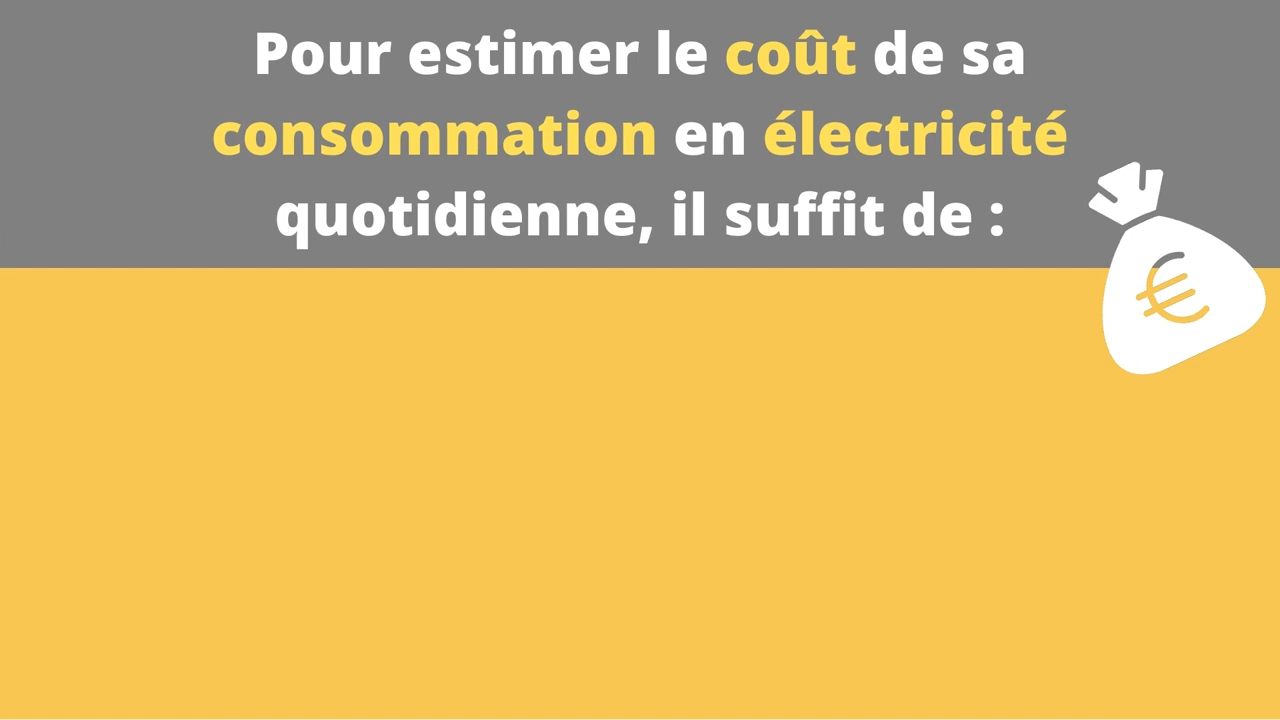 Pour estimer le coût de sa
consommation en électricité
quotidienne, il suffit de :
€